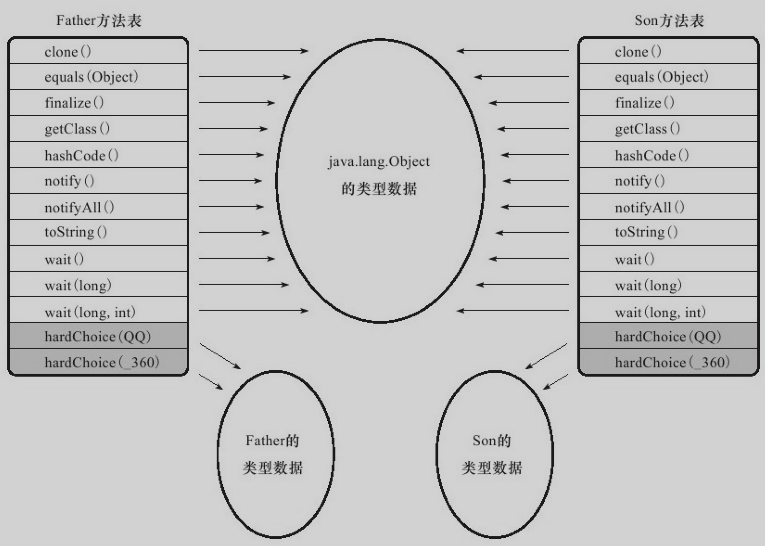 Father方法表
clone()
equals(Object)
finalize()
getClass()
hashCode()
notify()
notifyAll()
toString()
wait()
wait(long)
wait(long, int)
hardChoice(QQ)
hardChoice(_360)
java.lang.Object
的类型数据
Father的
类型数据
Son的
类型数据
Son方法表
clone()
equals(Object)
finalize()
getClass()
hashCode()
notify()
notifyAll()
toString()
wait()
wait(long)
wait(long, int)
hardChoice(QQ)
hardChoice(_360)